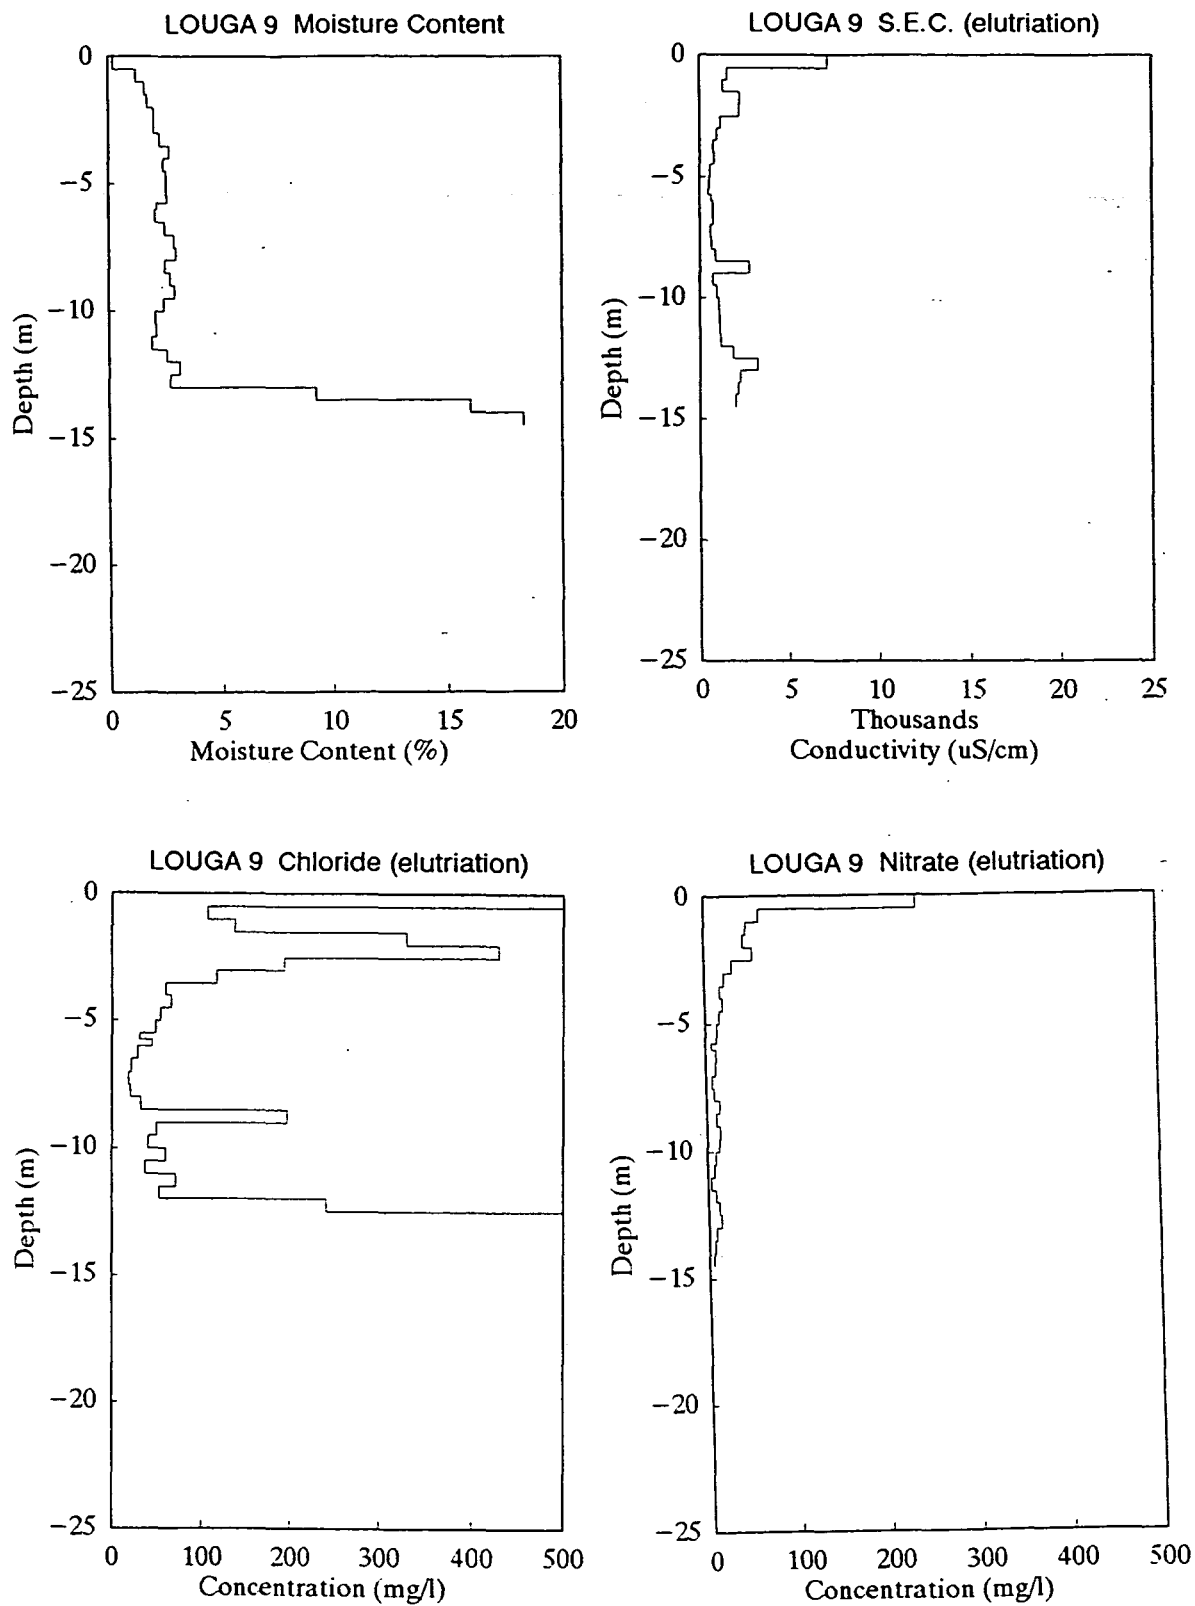 LOUGA 9 Moisture Content
0
−5
−10
−15
−20
−25
Depth (m)
0 5 10 15 20
Moisture Content (%)
LOUGA 9 S.E.C. (elutriation)
0
−5
−10
−15
−20
−25
Depth (m)
0 5 10 15 20 25
Thousands
Conductivity (uS/cm)
LOUGA 9 Chloride (elutriation)
0
−5
−10
−15
−20
−25
Depth (m)
0 100 200 300 400 500
Concentration (mg/l)
LOUGA 9 Nitrate (elutriation)
0
−5
−10
−15
−20
−25
Depth (m)
0 100 200 300 400 500
Concentration (mg/l)